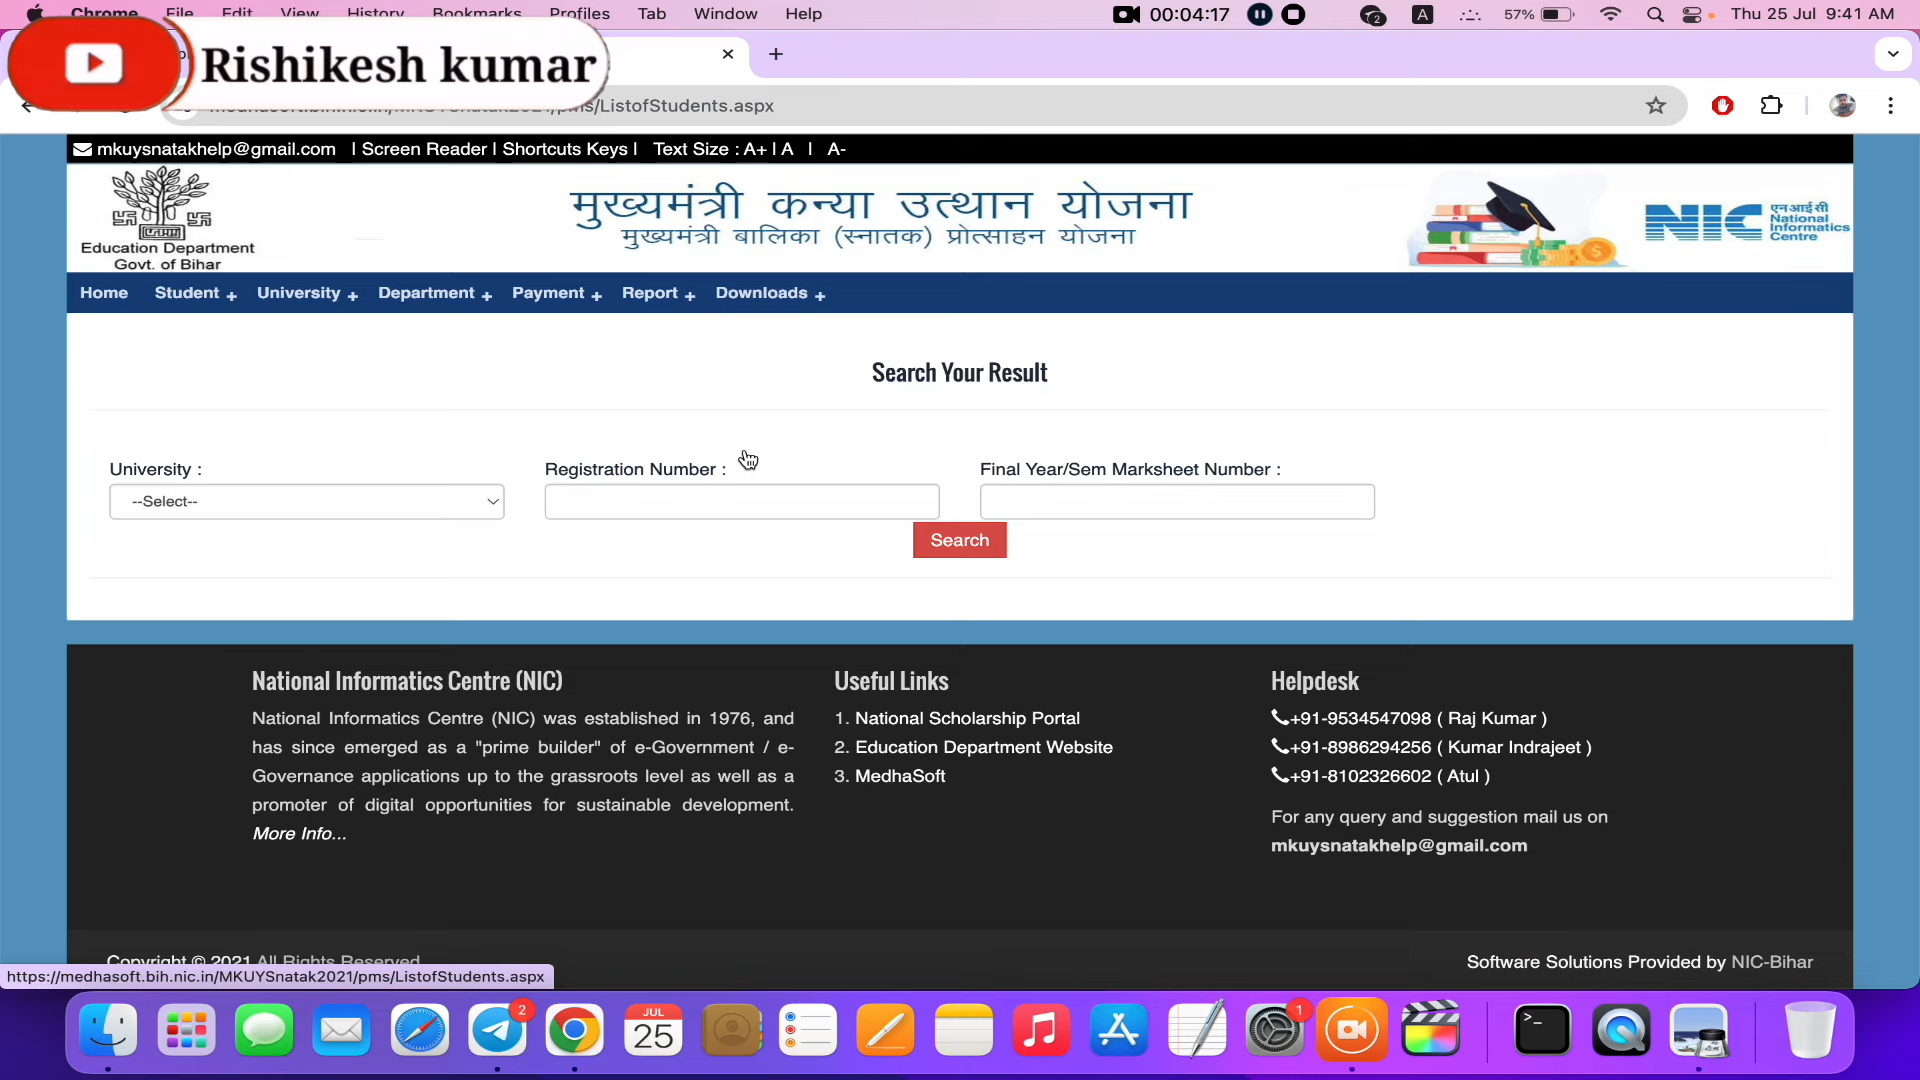 Chrome File Edit View History Bookmarks Profiles Tab Window Help 00:04:17 2 A 57% Thu 25 Jul 9:41 AM
Rishikesh kumar
/ListofStudents.aspx
mkuysnatakhelp@gmail.com | Screen Reader | Shortcuts Keys | Text Size : A+ | A | A-
मुख्यमंत्री कन्या उत्थान योजना
मुख्यमंत्री बालिका (स्नातक) प्रोत्साहन योजना
Education Department
Govt. of Bihar
NIC एनआईसी
National
Informatics
Centre
Home Student + University + Department + Payment + Report + Downloads +
Search Your Result
University : Registration Number : Final Year/Sem Marksheet Number :
--Select--
Search
National Informatics Centre (NIC)
National Informatics Centre (NIC) was established in 1976, and
has since emerged as a "prime builder" of e-Government / e-
Governance applications up to the grassroots level as well as a
promoter of digital opportunities for sustainable development.
More Info...
Useful Links
1. National Scholarship Portal
2. Education Department Website
3. MedhaSoft
Helpdesk
+91-9534547098 ( Raj Kumar )
+91-8986294256 ( Kumar Indrajeet )
+91-8102326602 ( Atul )
For any query and suggestion mail us on
mkuysnatakhelp@gmail.com
Copyright © 2021 All Rights Reserved
Software Solutions Provided by NIC-Bihar
https://medhasoft.bih.nic.in/MKUYSnatak2021/pms/ListofStudents.aspx
2
JUL
25
1
>_